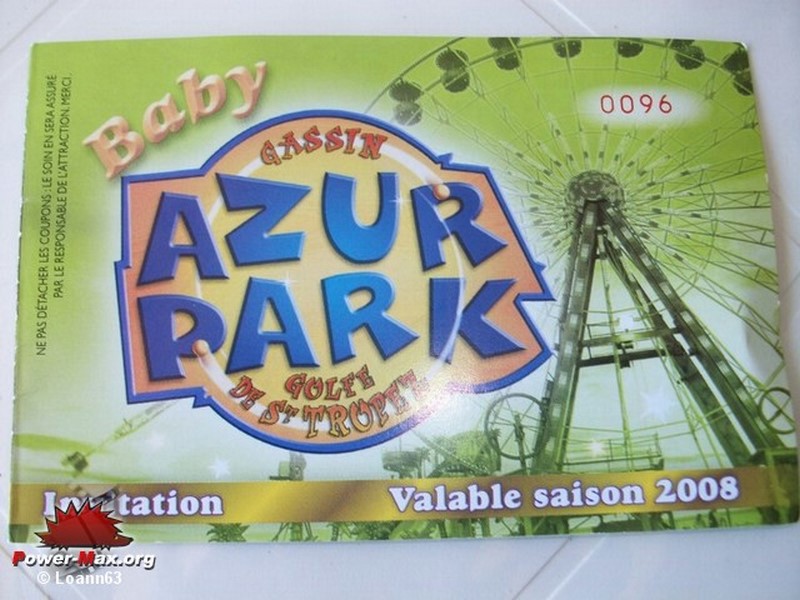 Baby
0096
GASSIN
AZUR
PARK
GOLFE
DE ST TROPEZ
NE PAS DÉTACHER LES COUPONS : LE SOIN EN SERA ASSURÉ
PAR LE RESPONSABLE DE L'ATTRACTION. MERCI.
Invitation
Valable saison 2008
Power-Max.org
© Loann63